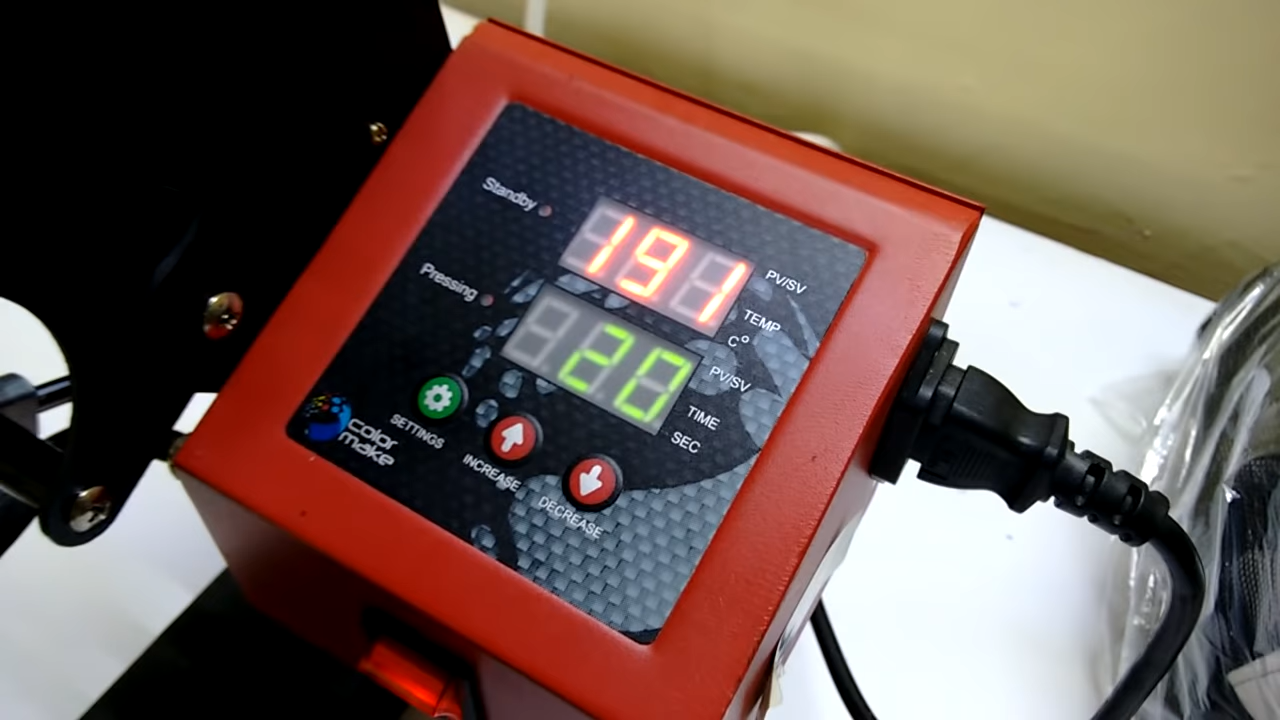 Standby
191
PV/SV
TEMP
C°
Pressing
20
PV/SV
TIME
SEC
color
make
SETTINGS
INCREASE
DECREASE